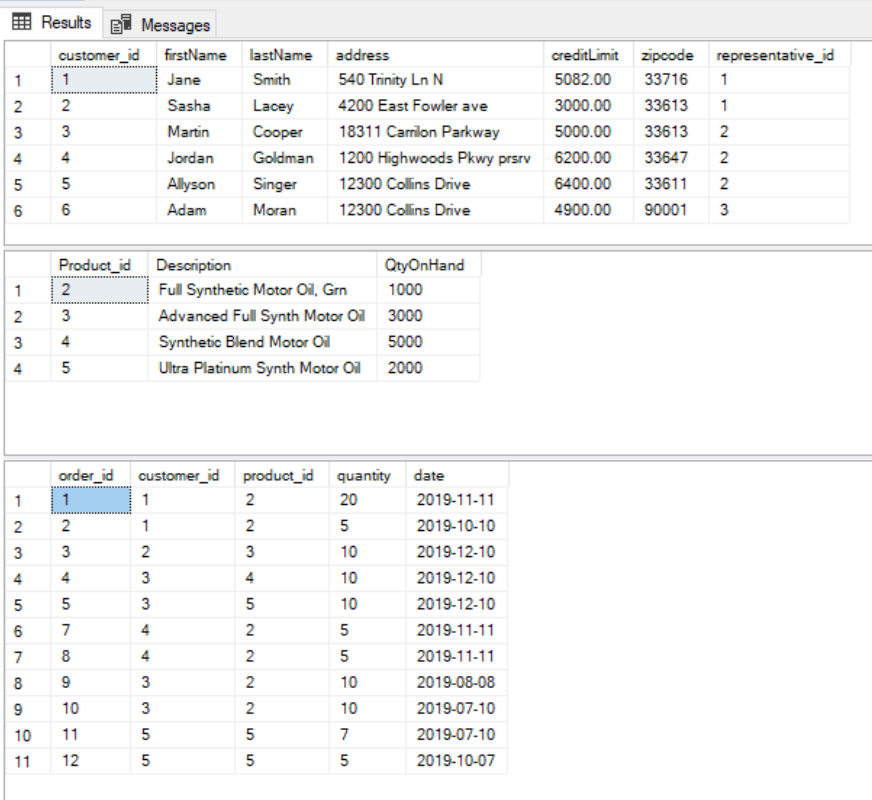 Results Messages
customer_id firstName lastName address creditLimit zipcode representative_id
1 1 Jane Smith 540 Trinity Ln N 5082.00 33716 1
2 2 Sasha Lacey 4200 East Fowler ave 3000.00 33613 1
3 3 Martin Cooper 18311 Carrilon Parkway 5000.00 33613 2
4 4 Jordan Goldman 1200 Highwoods Pkwy prsrv 6200.00 33647 2
5 5 Allyson Singer 12300 Collins Drive 6400.00 33611 2
6 6 Adam Moran 12300 Collins Drive 4900.00 90001 3
Product_id Description QtyOnHand
1 2 Full Synthetic Motor Oil, Grn 1000
2 3 Advanced Full Synth Motor Oil 3000
3 4 Synthetic Blend Motor Oil 5000
4 5 Ultra Platinum Synth Motor Oil 2000
order_id customer_id product_id quantity date
1 1 1 2 20 2019-11-11
2 2 1 2 5 2019-10-10
3 3 2 3 10 2019-12-10
4 4 3 4 10 2019-12-10
5 5 3 5 10 2019-12-10
6 7 4 2 5 2019-11-11
7 8 4 2 5 2019-11-11
8 9 3 2 10 2019-08-08
9 10 3 2 10 2019-07-10
10 11 5 5 7 2019-07-10
11 12 5 5 5 2019-10-07